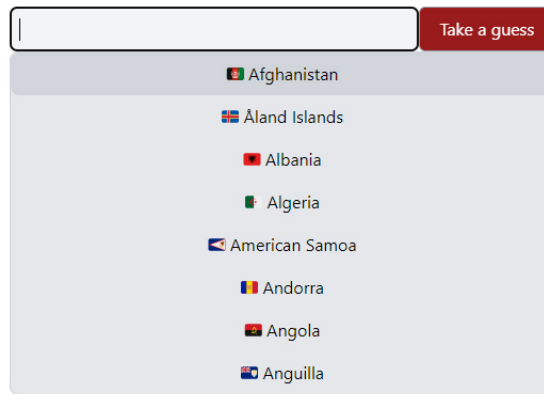 Take a guess
Afghanistan
Åland Islands
Albania
Algeria
American Samoa
Andorra
Angola
Anguilla